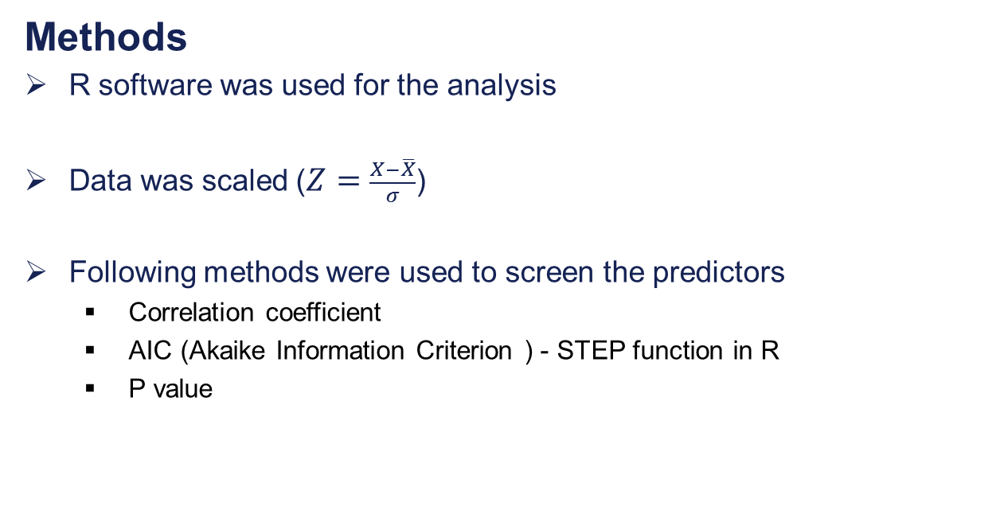 Methods
➢ R software was used for the analysis
➢ Data was scaled (Z = \frac{X−\bar{X}}{σ})
➢ Following methods were used to screen the predictors
▪ Correlation coefficient
▪ AIC (Akaike Information Criterion ) - STEP function in R
▪ P value